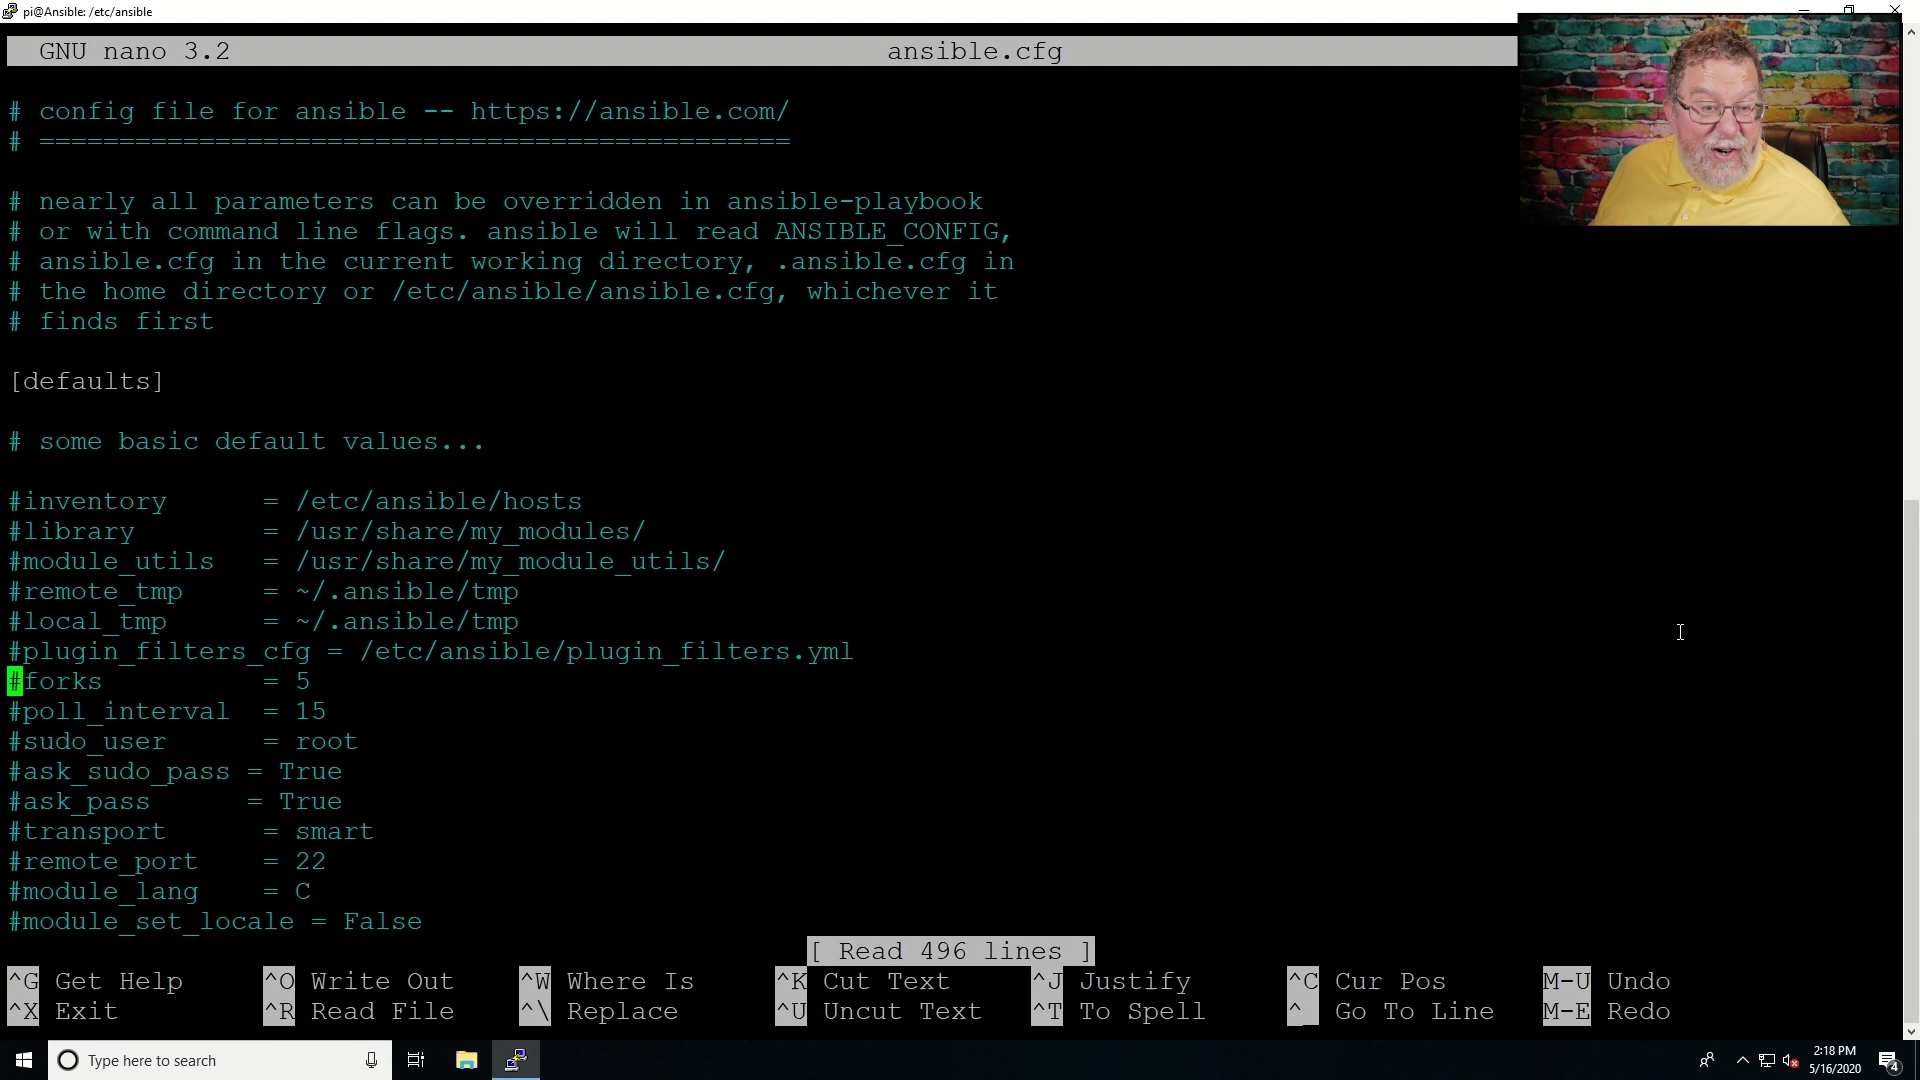 pi@Ansible: /etc/ansible
GNU nano 3.2 ansible.cfg
# config file for ansible -- https://ansible.com/
# ===============================================
# nearly all parameters can be overridden in ansible-playbook
# or with command line flags. ansible will read ANSIBLE_CONFIG,
# ansible.cfg in the current working directory, .ansible.cfg in
# the home directory or /etc/ansible/ansible.cfg, whichever it
# finds first
[defaults]
# some basic default values...
#inventory = /etc/ansible/hosts
#library = /usr/share/my_modules/
#module_utils = /usr/share/my_module_utils/
#remote_tmp = ~/.ansible/tmp
#local_tmp = ~/.ansible/tmp
#plugin_filters_cfg = /etc/ansible/plugin_filters.yml
#forks = 5
#poll_interval = 15
#sudo_user = root
#ask_sudo_pass = True
#ask_pass = True
#transport = smart
#remote_port = 22
#module_lang = C
#module_set_locale = False
[ Read 496 lines ]
^G Get Help ^O Write Out ^W Where Is ^K Cut Text ^J Justify ^C Cur Pos M-U Undo
^X Exit ^R Read File ^\ Replace ^U Uncut Text ^T To Spell ^_ Go To Line M-E Redo
Type here to search
2:18 PM
5/16/2020
4